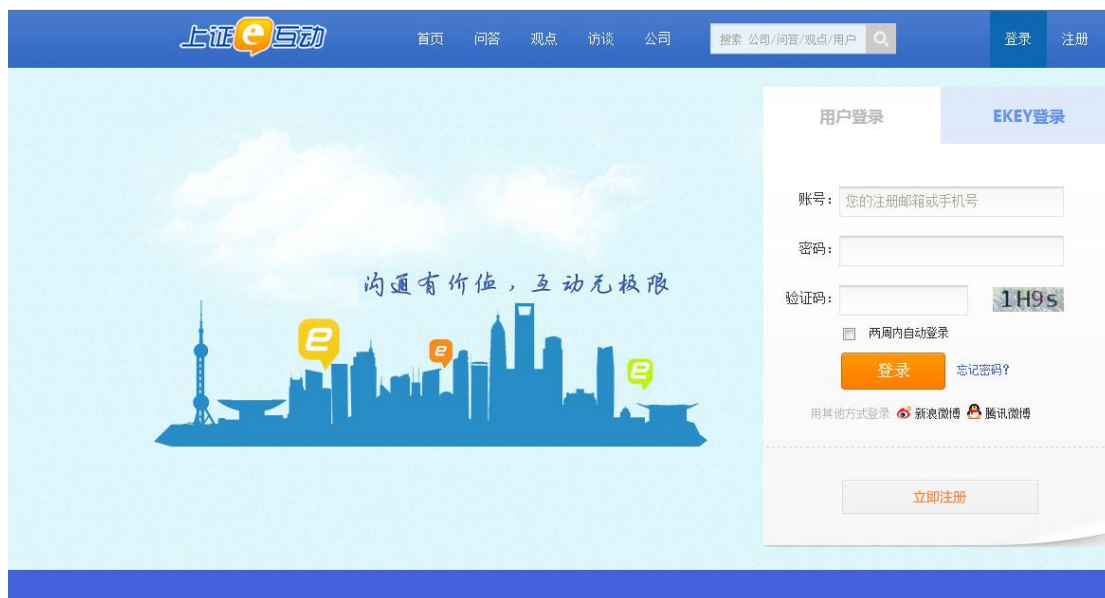 上证e互动 首页 问答 观点 访谈 公司 搜索 公司/问答/观点/用户 登录 注册
用户登录 EKEY登录
账号： 您的注册邮箱或手机号
密码：
沟通有价值，互动无极限
验证码： 1H9s
两周内自动登录
登录 忘记密码?
用其他方式登录 新浪微博 腾讯微博
立即注册
e
e
e